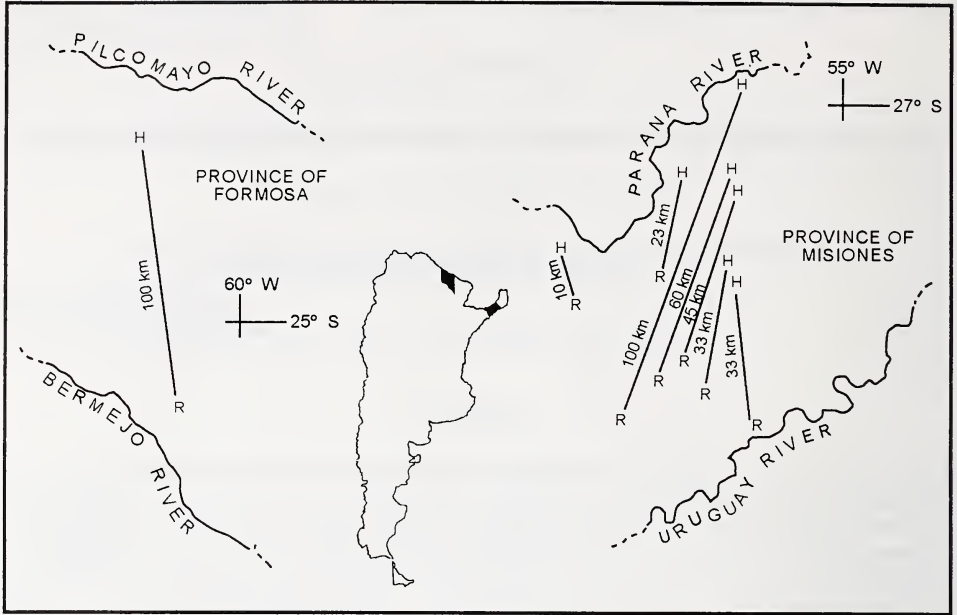 PILCOMAYO RIVER
H
PROVINCE OF
FORMOSA
100 km
60° W
25° S
R
BERMEJO RIVER
PARANA RIVER
55° W
27° S
H
H
H
H
23 km
PROVINCE OF
MISIONES
H
10 km
R
R
H
H
60 km
45 km
100 km
33 km
33 km
R
R
R
R
R
URUGUAY RIVER